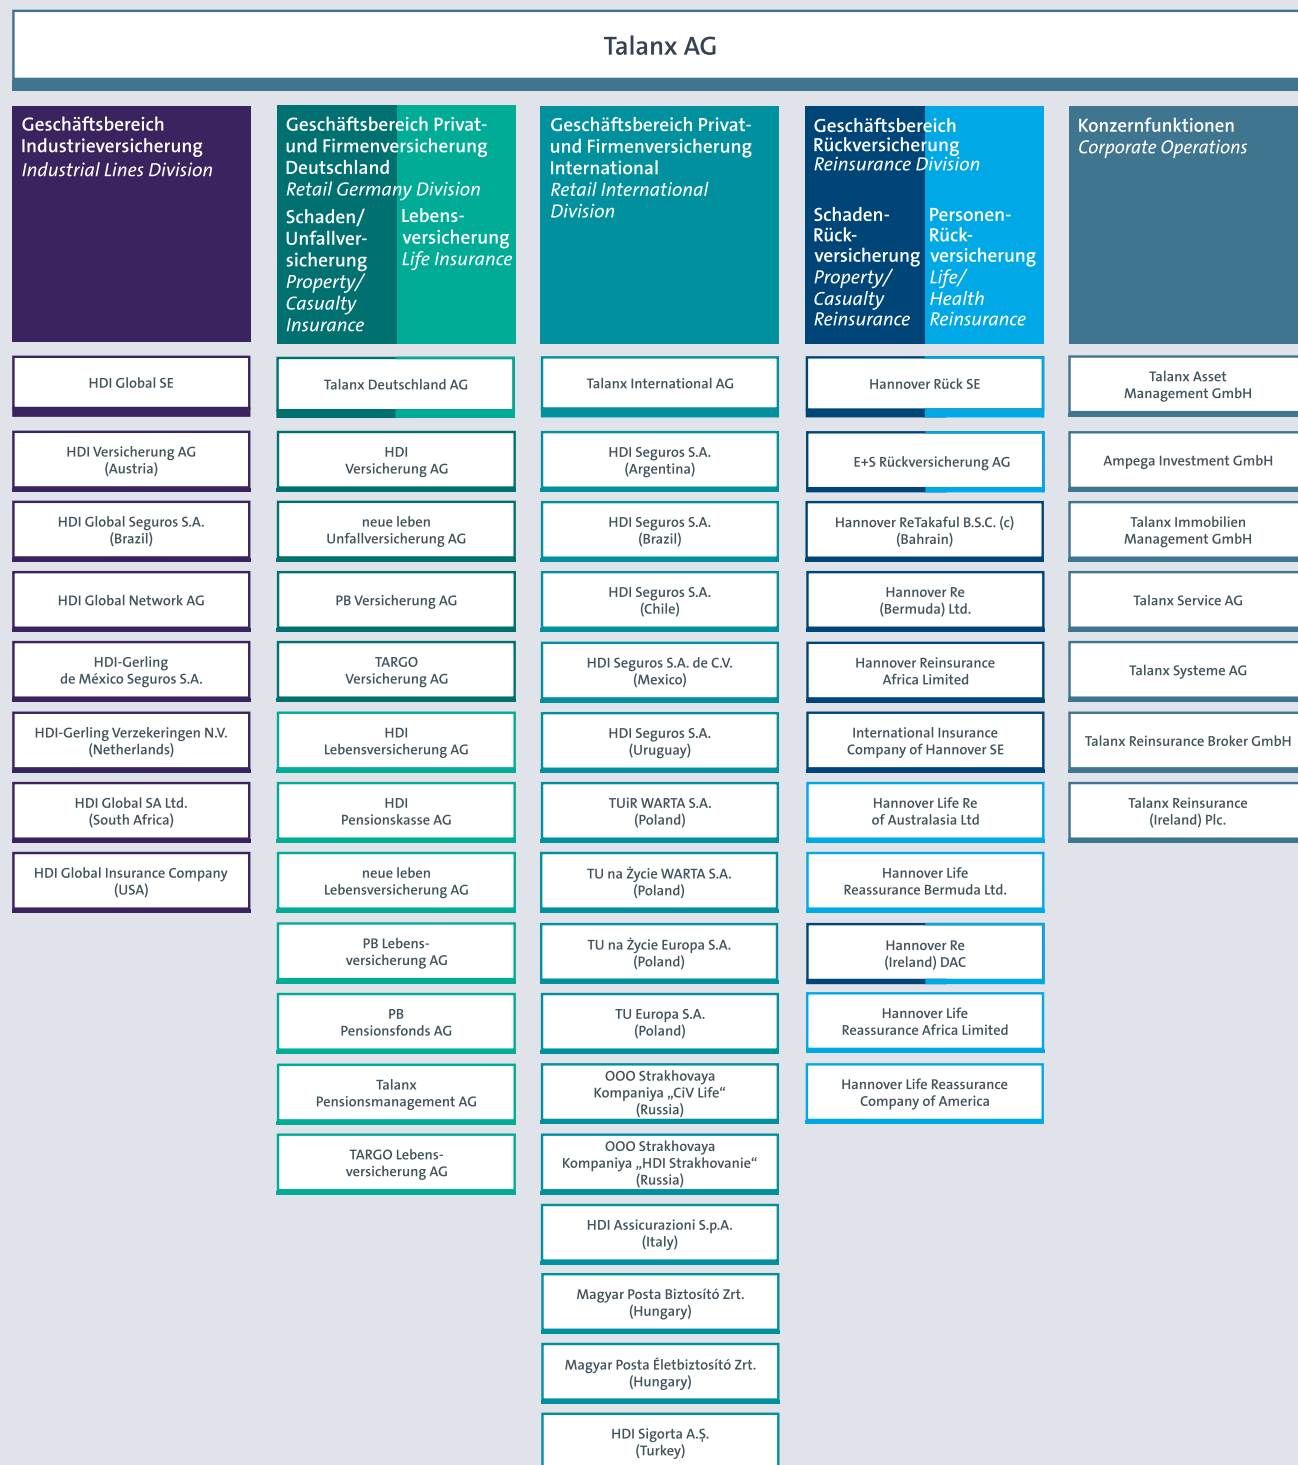 Talanx AG
Geschäftsbereich
Industrieversicherung
Industrial Lines Division
HDI Global SE
HDI Versicherung AG
(Austria)
HDI Global Seguros S.A.
(Brazil)
HDI Global Network AG
HDI-Gerling
de México Seguros S.A.
HDI-Gerling Verzekeringen N.V.
(Netherlands)
HDI Global SA Ltd.
(South Africa)
HDI Global Insurance Company
(USA)
Geschäftsbereich Privat-
und Firmenversicherung
Deutschland
Retail Germany Division
Schaden/
Unfallver-
sicherung
Property/
Casualty
Insurance
Lebens-
versicherung
Life Insurance
Talanx Deutschland AG
HDI
Versicherung AG
neue leben
Unfallversicherung AG
PB Versicherung AG
TARGO
Versicherung AG
HDI
Lebensversicherung AG
HDI
Pensionskasse AG
neue leben
Lebensversicherung AG
PB Lebens-
versicherung AG
PB
Pensionsfonds AG
Talanx
Pensionsmanagement AG
TARGO Lebens-
versicherung AG
Geschäftsbereich Privat-
und Firmenversicherung
International
Retail International
Division
Talanx International AG
HDI Seguros S.A.
(Argentina)
HDI Seguros S.A.
(Brazil)
HDI Seguros S.A.
(Chile)
HDI Seguros S.A. de C.V.
(Mexico)
HDI Seguros S.A.
(Uruguay)
TUiR WARTA S.A.
(Poland)
TU na Życie WARTA S.A.
(Poland)
TU na Życie Europa S.A.
(Poland)
TU Europa S.A.
(Poland)
OOO Strakhovaya
Kompaniya „CiV Life“
(Russia)
OOO Strakhovaya
Kompaniya „HDI Strakhovanie“
(Russia)
HDI Assicurazioni S.p.A.
(Italy)
Magyar Posta Biztosító Zrt.
(Hungary)
Magyar Posta Életbiztosító Zrt.
(Hungary)
HDI Sigorta A.Ş.
(Turkey)
Geschäftsbereich
Rückversicherung
Reinsurance Division
Schaden-
Rück-
versicherung
Property/
Casualty
Reinsurance
Personen-
Rück-
versicherung
Life/
Health
Reinsurance
Hannover Rück SE
E+S Rückversicherung AG
Hannover ReTakaful B.S.C. (c)
(Bahrain)
Hannover Re
(Bermuda) Ltd.
Hannover Reinsurance
Africa Limited
International Insurance
Company of Hannover SE
Hannover Life Re
of Australasia Ltd
Hannover Life
Reassurance Bermuda Ltd.
Hannover Re
(Ireland) DAC
Hannover Life
Reassurance Africa Limited
Hannover Life Reassurance
Company of America
Konzernfunktionen
Corporate Operations
Talanx Asset
Management GmbH
Ampega Investment GmbH
Talanx Immobilien
Management GmbH
Talanx Service AG
Talanx Systeme AG
Talanx Reinsurance Broker GmbH
Talanx Reinsurance
(Ireland) Plc.